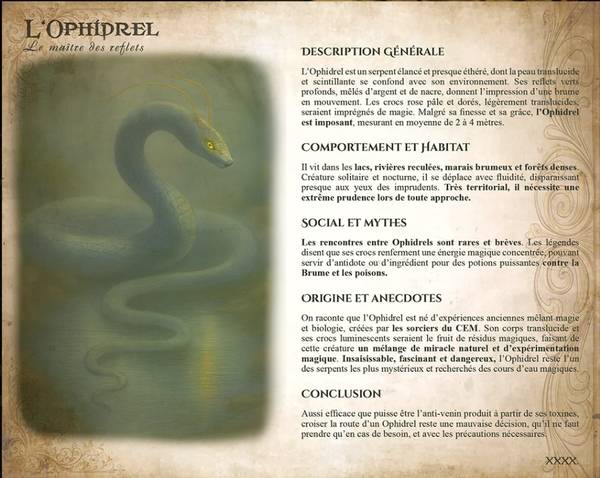 L'Ophidrel
Le maître des reflets
Description Générale
L'Ophidrel est un serpent élancé et presque éthéré, dont la peau translucide
et scintillante se confond avec son environnement. Ses reflets verts
profonds, mêlés d'argent et de nacre, donnent l'impression d'une brume
en mouvement. Les crocs rose pâle et dorés, légèrement translucides,
seraient imprégnés de magie. Malgré sa finesse et sa grâce, l'Ophidrel
est imposant, mesurant en moyenne de 2 à 4 mètres.
Comportement et Habitat
Il vit dans les lacs, rivières reculées, marais brumeux et forêts denses.
Créature solitaire et nocturne, il se déplace avec fluidité, disparaissant
presque aux yeux des imprudents. Très territorial, il nécessite une
extrême prudence lors de toute approche.
Social et Mythes
Les rencontres entre Ophidrels sont rares et brèves. Les légendes
disent que ses crocs renferment une énergie magique concentrée, pouvant
servir d'antidote ou d'ingrédient pour des potions puissantes contre la
Brume et les poisons.
Origine et anecdotes
On raconte que l'Ophidrel est né d'expériences anciennes mêlant magie
et biologie, créées par les sorciers du CEM. Son corps translucide et
ses crocs luminescents seraient le fruit de résidus magiques, faisant de
cette créature un mélange de miracle naturel et d'expérimentation
magique. Insaisissable, fascinant et dangereux, l'Ophidrel reste l'un
des serpents les plus mystérieux et recherchés des cours d'eau magiques.
Conclusion
Aussi efficace que puisse être l'anti-venin produit à partir de ses toxines,
croiser la route d'un Ophidrel reste une mauvaise décision, qu'il ne faut
prendre qu'en cas de besoin, et avec les précautions nécessaires.
XXXX.